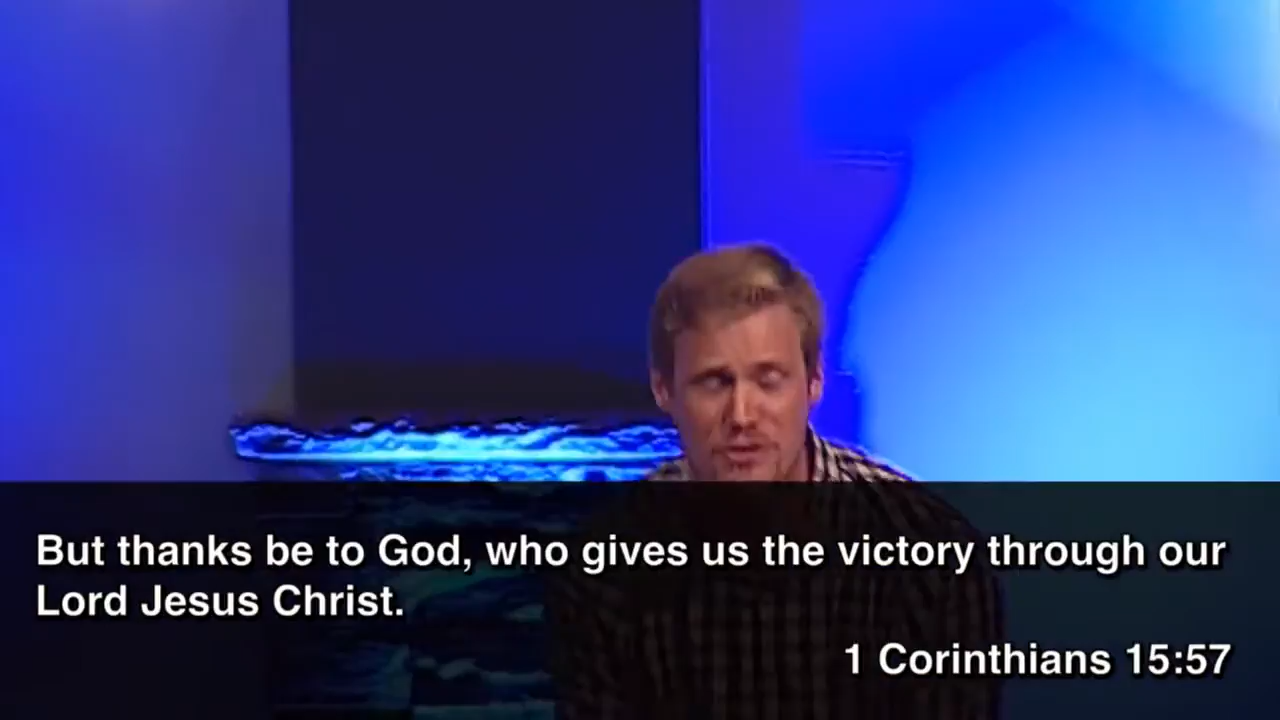 But thanks be to God, who gives us the victory through our
Lord Jesus Christ.
1 Corinthians 15:57